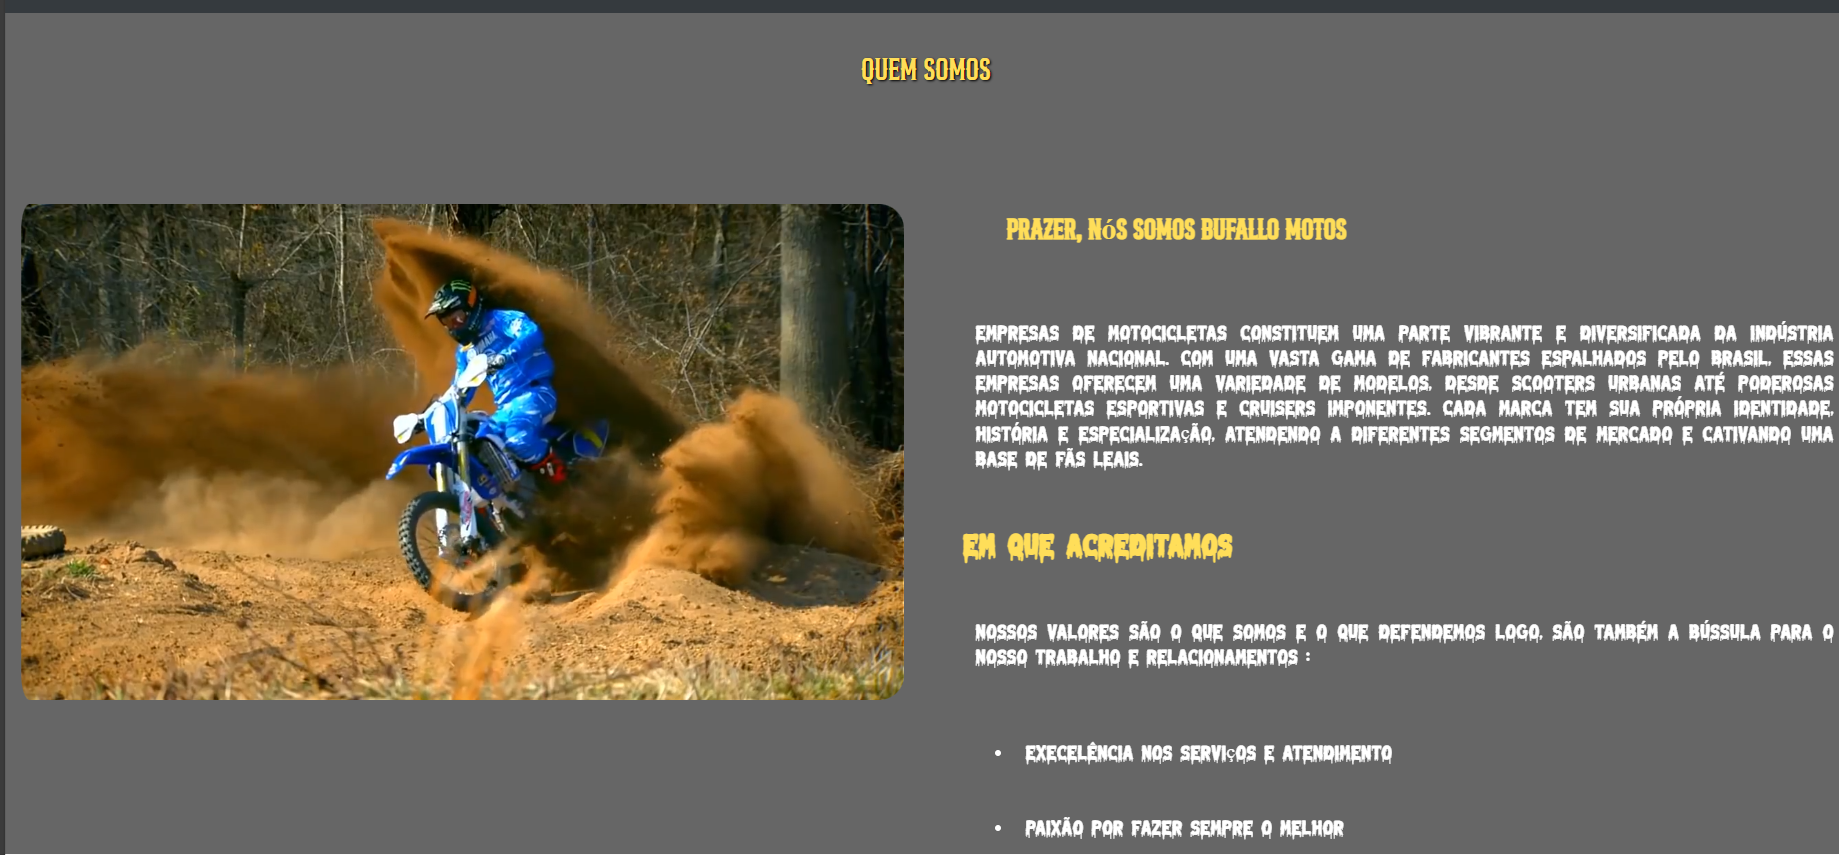 QUEM SOMOS
PRAZER, NóS SOMOS BUFALLO MOTOS
EMPRESAS DE MOTOCICLETAS CONSTITUEM UMA PARTE VIBRANTE E DIVERSIFICADA DA INDÚSTRIA
AUTOMOTIVA NACIONAL. COM UMA VASTA GAMA DE FABRICANTES ESPALHADOS PELO BRASIL, ESSAS
EMPRESAS OFERECEM UMA VARIEDADE DE MODELOS, DESDE SCOOTERS URBANAS ATÉ PODEROSAS
MOTOCICLETAS ESPORTIVAS E CRUISERS IMPONENTES. CADA MARCA TEM SUA PRÓPRIA IDENTIDADE,
HISTÓRIA E ESPECIALIZAçÃO, ATENDENDO A DIFERENTES SEGMENTOS DE MERCADO E CATIVANDO UMA
BASE DE FÃS LEAIS.
EM QUE ACREDITAMOS
NOSSOS VALORES SÃO O QUE SOMOS E O QUE DEFENDEMOS LOGO, SÃO TAMBÉM A BÚSSULA PARA O
NOSSO TRABALHO E RELACIONAMENTOS :
• EXECELÊNCIA NOS SERVIçOS E ATENDIMENTO
• PAIXÃO POR FAZER SEMPRE O MELHOR